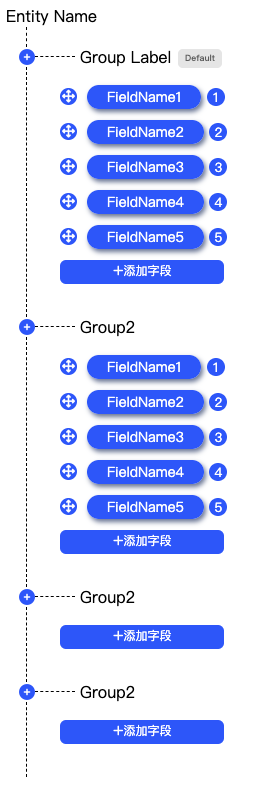 Entity Name
Group Label Default
FieldName1 1
FieldName2 2
FieldName3 3
FieldName4 4
FieldName5 5
+添加字段
Group2
FieldName1 1
FieldName2 2
FieldName3 3
FieldName4 4
FieldName5 5
+添加字段
Group2
+添加字段
Group2
+添加字段